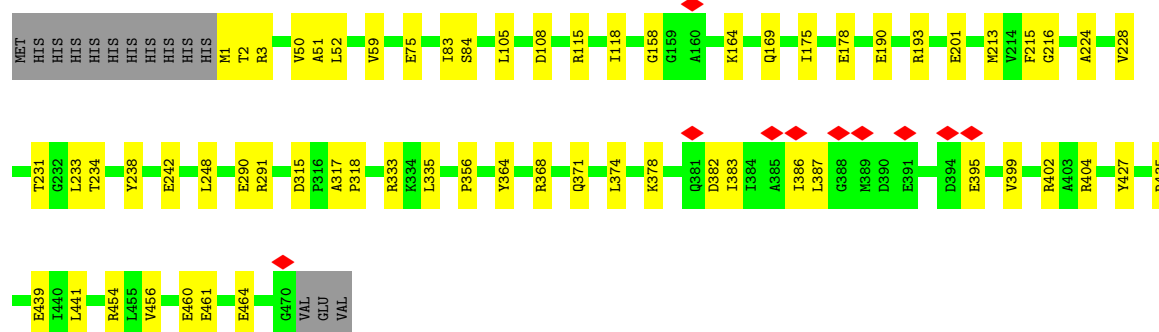 MET HIS HIS HIS HIS HIS HIS HIS HIS M1 T2 R3 V50 A51 L52 V59 E75 I83 S84 L105 D108 R115 I118 G158 G159 A160 K164 Q169 I175 E178 E190 R193 E201 M213 V214 F215 G216 A224 V228
T231 G232 L233 T234 Y238 E242 L248 E290 R291 D315 P316 A317 P318 R333 K334 L335 P356 Y364 R368 Q371 L374 K378 Q381 D382 I383 I384 A385 I386 L387 G388 M389 D390 E391 D394 E395 V399 R402 A403 R404 Y427
E439 I440 L441 R454 L455 V456 E460 E461 E464 G470 VAL GLU VAL